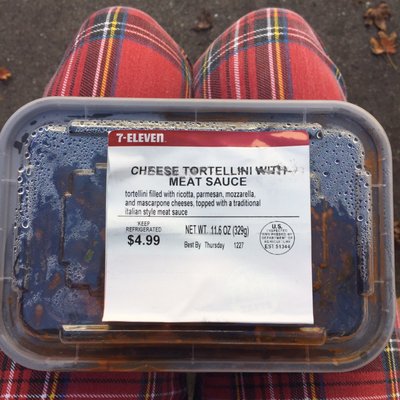 7-ELEVEN
CHEESE TORTELLINI WITH
MEAT SAUCE
tortellini filled with ricotta, parmesan, mozzarella,
and mascarpone cheeses, topped with a traditional
italian style meat sauce
KEEP
REFRIGERATED
$4.99
NET WT. 11.6 OZ (329g)
Best By Thursday 1227
U.S.
INSPECTED
AND PASSED BY
DEPARTMENT OF
AGRICULTURE
EST 51344